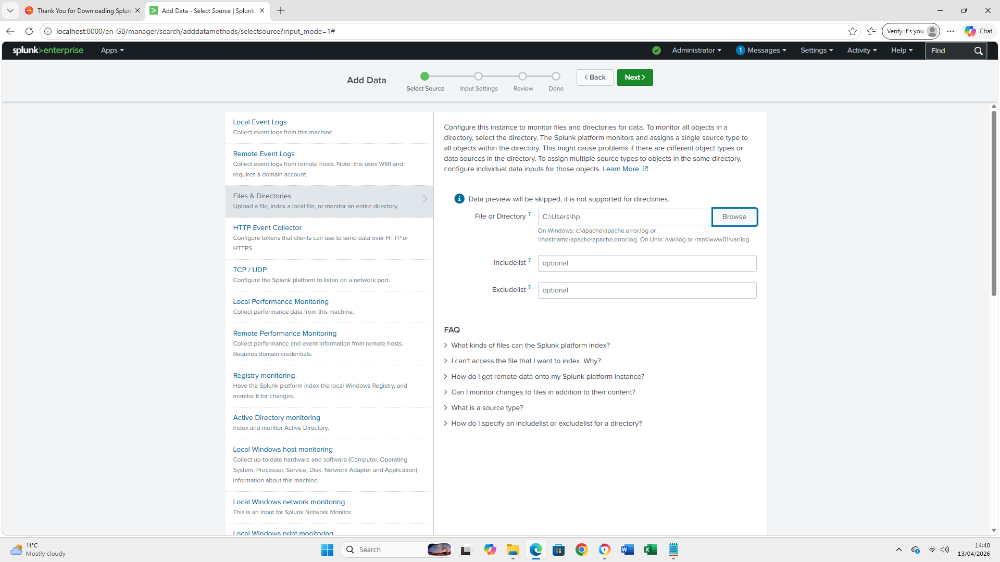 Thank You for Downloading Splun
Add Data - Select Source | Splunk
localhost:8000/en-GB/manager/search/adddatamethods/selectsource?input_mode=1#
Verify it's you
Chat
splunk>enterprise
Apps
Administrator
1 Messages
Settings
Activity
Help
Find
Add Data
Select Source
Input Settings
Review
Done
< Back
Next >
Local Event Logs
Collect event logs from this machine.
Remote Event Logs
Collect event logs from remote hosts. Note: this uses WMI and
requires a domain account.
Files & Directories
Upload a file, index a local file, or monitor an entire directory.
HTTP Event Collector
Configure tokens that clients can use to send data over HTTP or
HTTPS.
TCP / UDP
Configure the Splunk platform to listen on a network port.
Local Performance Monitoring
Collect performance data from this machine.
Remote Performance Monitoring
Collect performance and event information from remote hosts.
Requires domain credentials.
Registry monitoring
Have the Splunk platform index the local Windows Registry, and
monitor it for changes.
Active Directory monitoring
Index and monitor Active Directory.
Local Windows host monitoring
Collect up-to-date hardware and software (Computer, Operating
System, Processor, Service, Disk, Network Adapter and Application)
information about this machine.
Local Windows network monitoring
This is an input for Splunk Network Monitor.
Local Windows print monitoring
Configure this instance to monitor files and directories for data. To monitor all objects in a
directory, select the directory. The Splunk platform monitors and assigns a single source type to
all objects within the directory. This might cause problems if there are different object types or
data sources in the directory. To assign multiple source types to objects in the same directory,
configure individual data inputs for those objects. Learn More
Data preview will be skipped, it is not supported for directories.
File or Directory ?
C:\Users\hp
Browse
On Windows: c:\apache\apache.error.log or
\\hostname\apache\apache.error.log. On Unix: /var/log or /mnt/www01/var/log.
Includelist ?
optional
Excludelist ?
optional
FAQ
What kinds of files can the Splunk platform index?
I can't access the file that I want to index. Why?
How do I get remote data onto my Splunk platform instance?
Can I monitor changes to files in addition to their content?
What is a source type?
How do I specify an includelist or excludelist for a directory?
11°C
Mostly cloudy
Search
14:40
13/04/2026